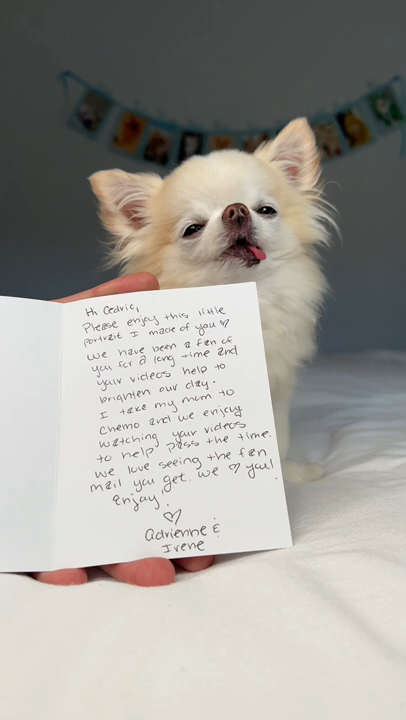 Hi Cedric,
Please enjoy this little
portrait I made of you ♡
We have been a fan of
you for a long time and
your videos help to
brighten our day.
I take my mom to
chemo and we enjoy
watching your videos
to help pass the time.
We love seeing the fan
mail you get. We ♡ you!
Enjoy!
♡
Adrienne &
Irene